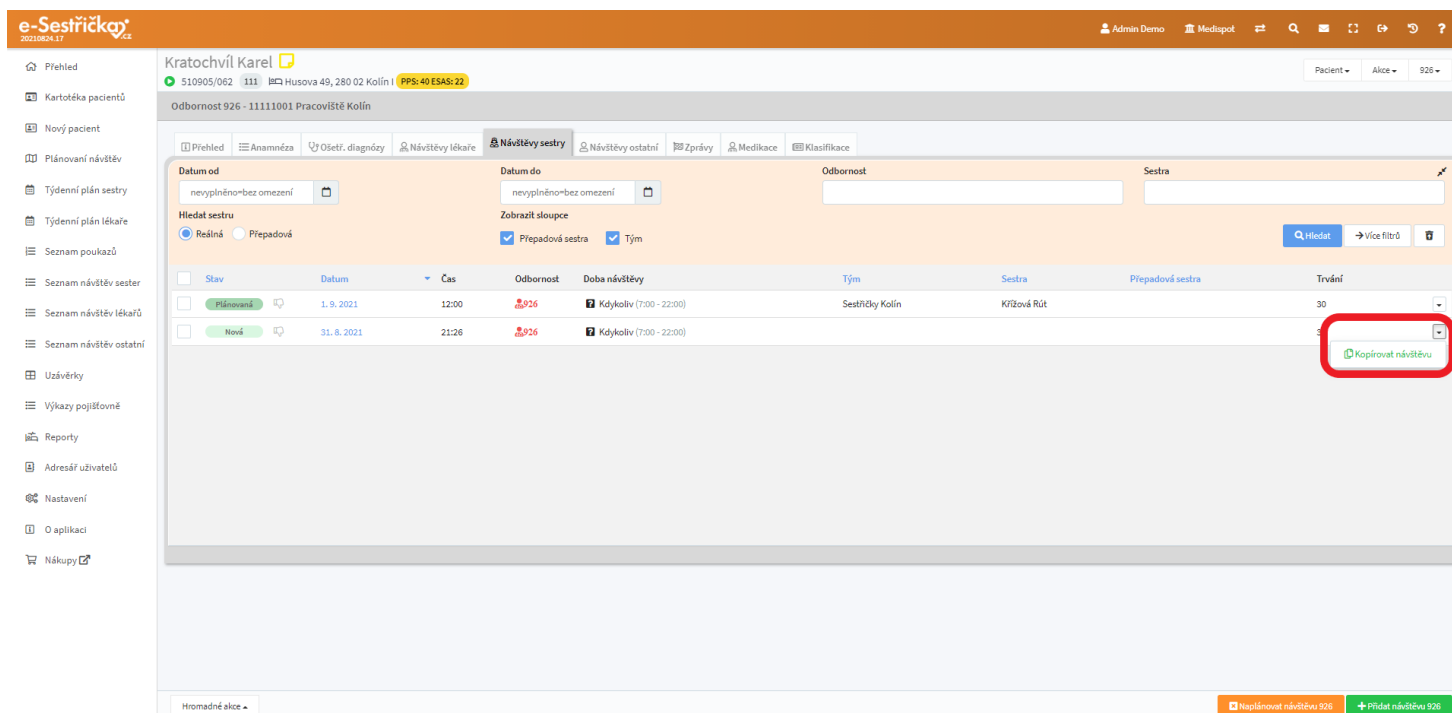 e-Sestřička.cz
20210824.17
Admin Demo Medispot
Přehled
Kartotéka pacientů
Nový pacient
Plánovaní návštěv
Týdenní plán sestry
Týdenní plán lékaře
Seznam poukazů
Seznam návštěv sester
Seznam návštěv lékařů
Seznam návštěv ostatní
Uzávěrky
Výkazy pojišťovně
Reporty
Adresář uživatelů
Nastavení
O aplikaci
Nákupy
Kratochvíl Karel
510905/062 111 Husova 49, 280 02 Kolín I PPS: 40 ESAS: 22
Pacient Akce 926
Odbornost 926 - 11111001 Pracoviště Kolín
Přehled Anamnéza Ošetř. diagnózy Návštěvy lékaře Návštěvy sestry Návštěvy ostatní Zprávy Medikace Klasifikace
Datum od Datum do Odbornost Sestra
nevyplněno=bez omezení nevyplněno=bez omezení
Hledat sestru Zobrazit sloupce
Reálná Přepadová Přepadová sestra Tým
Hledat Více filtrů
Stav Datum Čas Odbornost Doba návštěvy Tým Sestra Přepadová sestra Trvání
Plánovaná 1. 9. 2021 12:00 926 Kdykoliv (7:00 - 22:00) Sestřičky Kolín Křížová Rút 30
Nová 31. 8. 2021 21:26 926 Kdykoliv (7:00 - 22:00)
Kopírovat návštěvu
Hromadné akce Naplánovat návštěvu 926 Přidat návštěvu 926